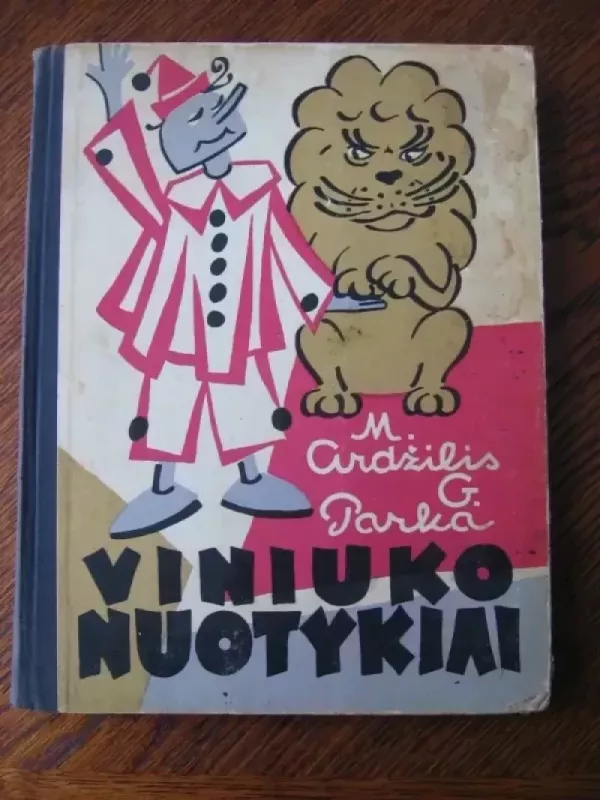 M.
Ardžilis
G.
Parka
VINIUKO
NUOTYKIAI